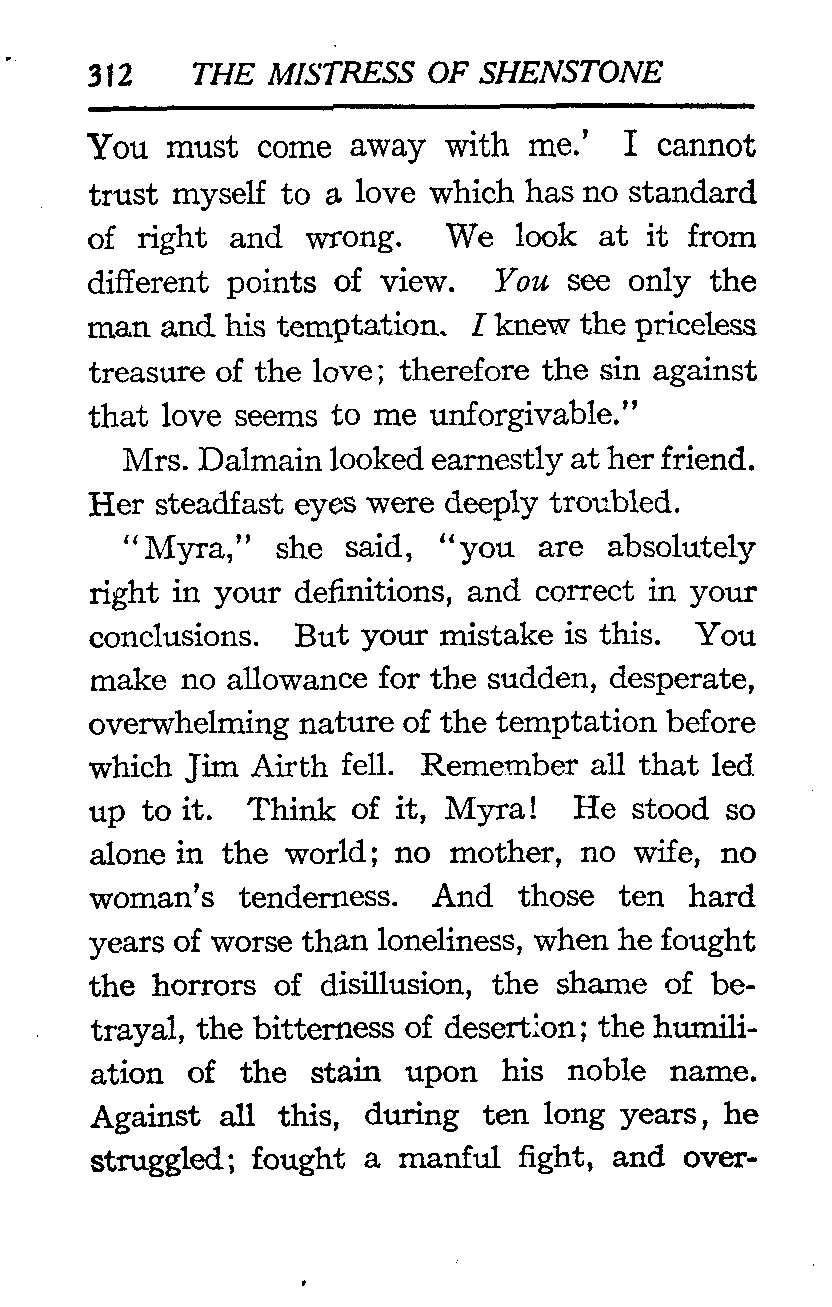 312 THE MISTRESS OF SHENSTONE
You must come away with me.' I cannot
trust myself to a love which has no standard
of right and wrong. We look at it from
different points of view. You see only the
man and his temptation. I knew the priceless
treasure of the love; therefore the sin against
that love seems to me unforgivable."
Mrs. Dalmain looked earnestly at her friend.
Her steadfast eyes were deeply troubled.
"Myra," she said, "you are absolutely
right in your definitions, and correct in your
conclusions. But your mistake is this. You
make no allowance for the sudden, desperate,
overwhelming nature of the temptation before
which Jim Airth fell. Remember all that led
up to it. Think of it, Myra! He stood so
alone in the world; no mother, no wife, no
woman's tenderness. And those ten hard
years of worse than loneliness, when he fought
the horrors of disillusion, the shame of be-
trayal, the bitterness of desertion; the humili-
ation of the stain upon his noble name.
Against all this, during ten long years, he
struggled; fought a manful fight, and over-